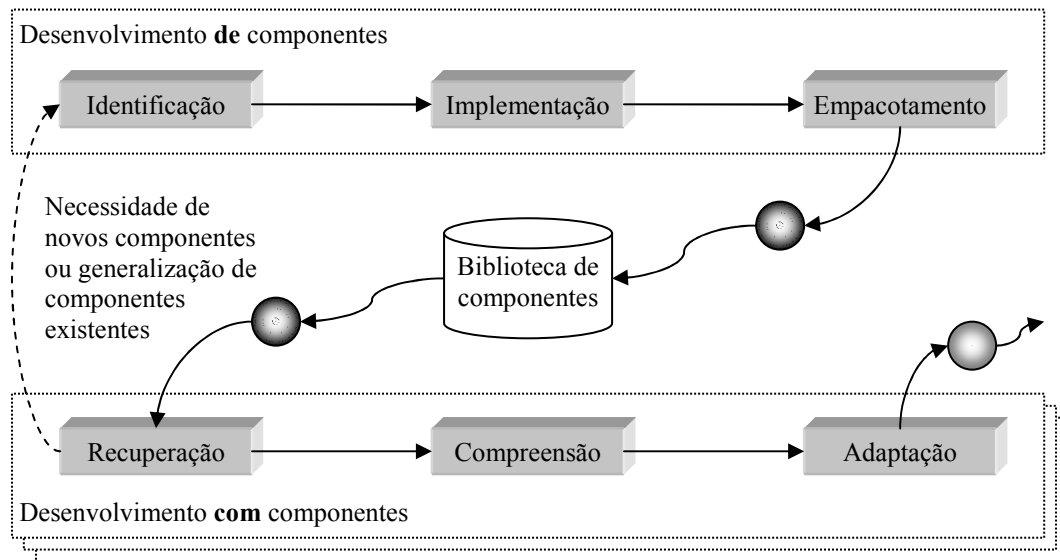 Desenvolvimento de componentes
Identificação
Implementação
Empacotamento
Necessidade de
novos componentes
ou generalização de
componentes
existentes
Biblioteca de
componentes
Recuperação
Compreensão
Adaptação
Desenvolvimento com componentes